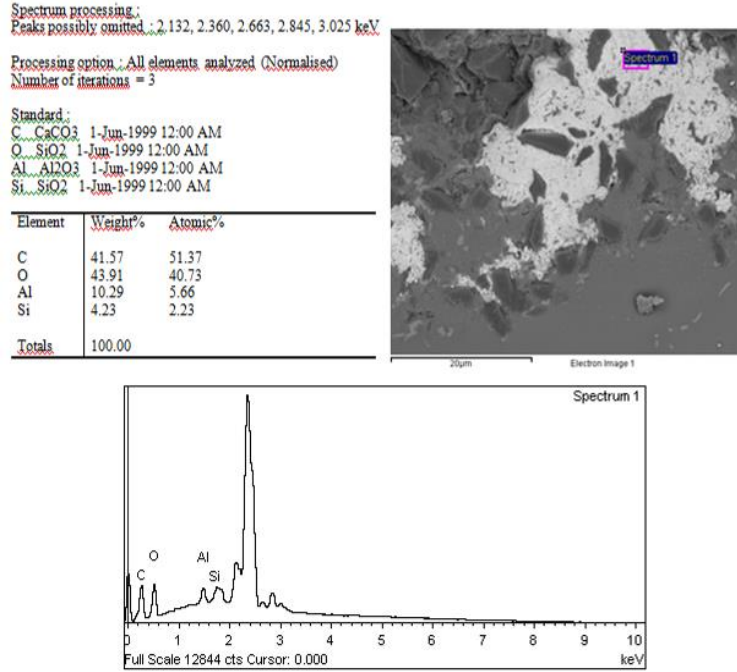 Spectrum processing :
Peaks possibly omitted : 2.132, 2.360, 2.663, 2.845, 3.025 keV
Processing option : All elements analyzed (Normalised)
Number of iterations = 3
Standard :
C CaCO3 1-Jun-1999 12:00 AM
O SiO2 1-Jun-1999 12:00 AM
Al Al2O3 1-Jun-1999 12:00 AM
Si SiO2 1-Jun-1999 12:00 AM
Element Weight% Atomic%
C 41.57 51.37
O 43.91 40.73
Al 10.29 5.66
Si 4.23 2.23
Totals 100.00
Spectrum 1
20µm Electron Image 1
Spectrum 1
O
Al
C
Si
0 1 2 3 4 5 6 7 8 9 10
Full Scale 12844 cts Cursor: 0.000 keV